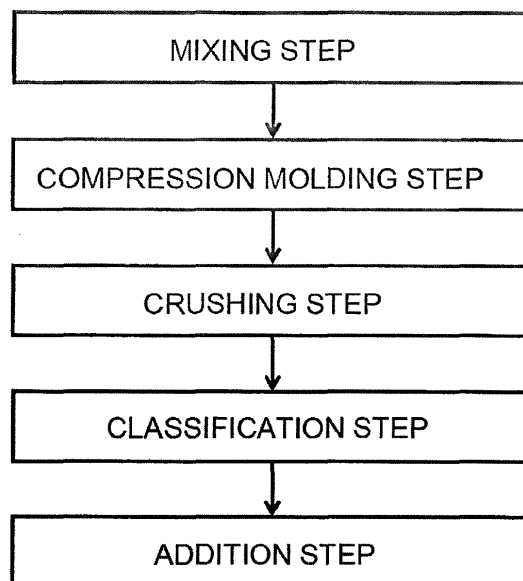 MIXING STEP
COMPRESSION MOLDING STEP
CRUSHING STEP
CLASSIFICATION STEP
ADDITION STEP